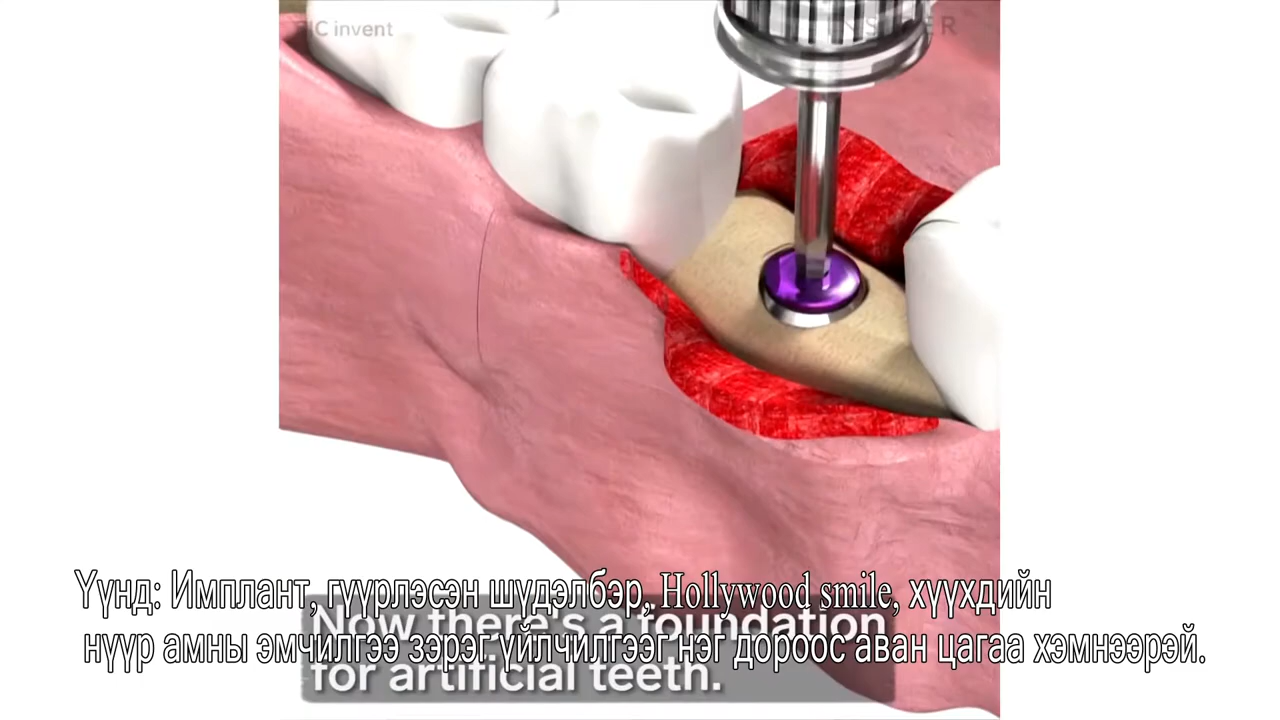 invent
INSIDER
Үүнд: Имплант, гүүрлэсэн шүдэлбэр, Hollywood smile, хүүхдийн
нүүр амны эмчилгээ зэрэг үйлчилгээг нэг дороос аван цагаа хэмнээрэй.
Now there's a foundation
for artificial teeth.